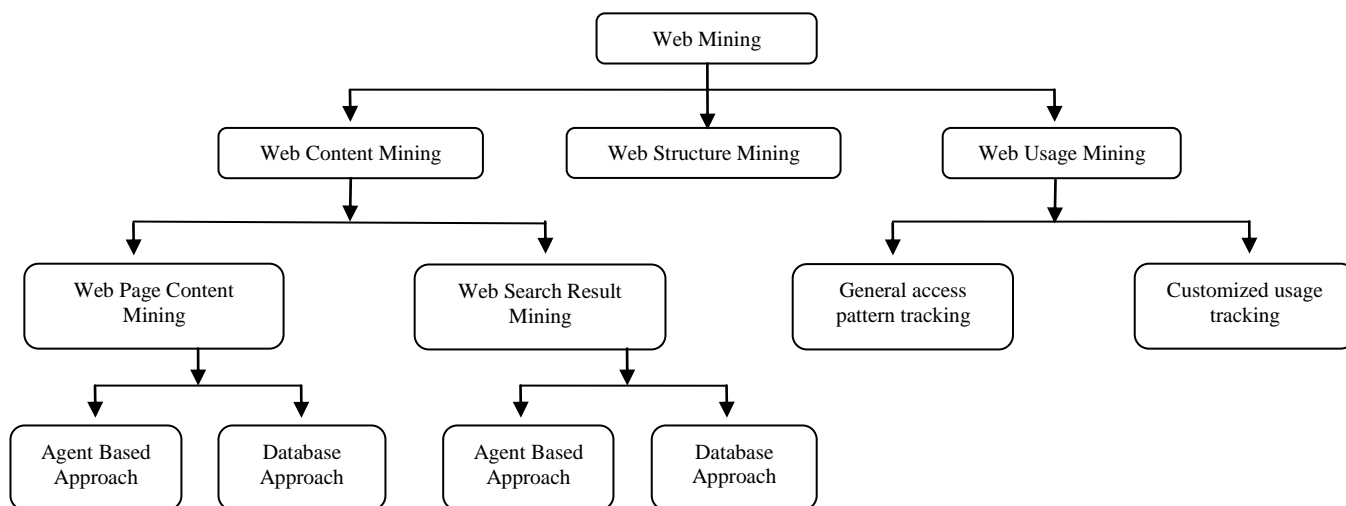 Web Mining
Web Content Mining
Web Structure Mining
Web Usage Mining
Web Page Content
Mining
Web Search Result
Mining
General access
pattern tracking
Customized usage
tracking
Agent Based
Approach
Database
Approach
Agent Based
Approach
Database
Approach